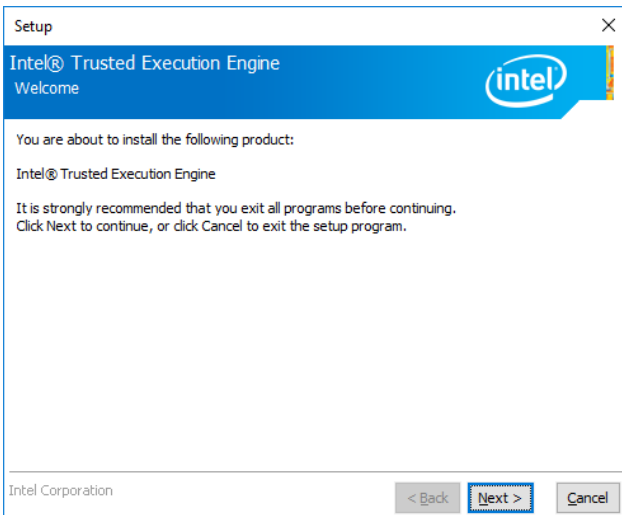 Setup
Intel® Trusted Execution Engine
Welcome
intel
You are about to install the following product:
Intel® Trusted Execution Engine
It is strongly recommended that you exit all programs before continuing.
Click Next to continue, or click Cancel to exit the setup program.
Intel Corporation
< Back Next > Cancel